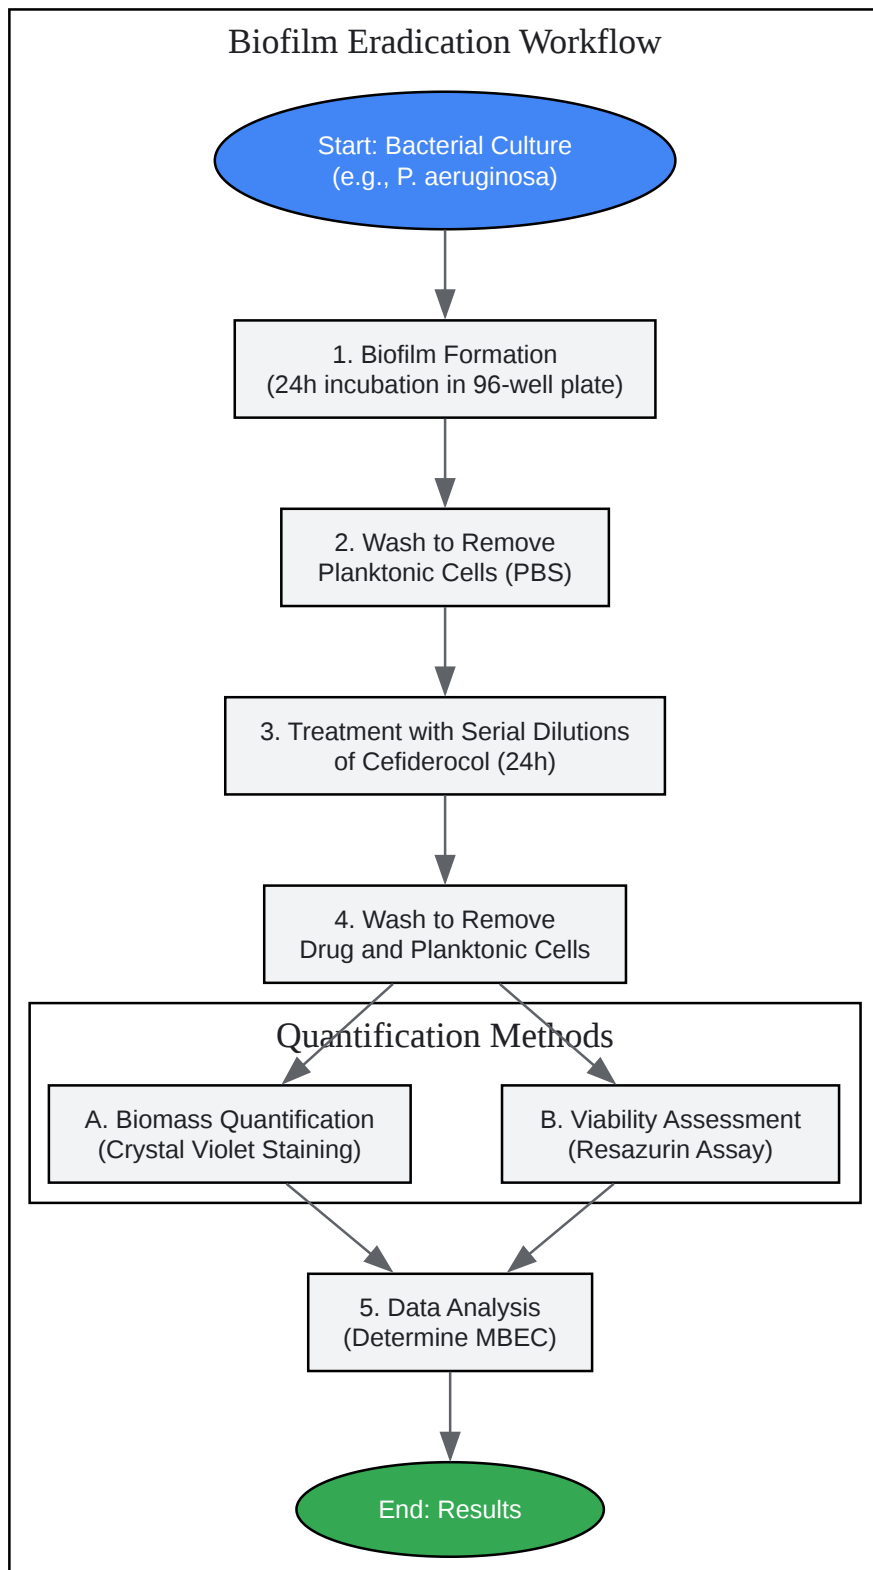 Biofilm Eradication Workflow
Start: Bacterial Culture
(e.g., P. aeruginosa)
1. Biofilm Formation
(24h incubation in 96-well plate)
2. Wash to Remove
Planktonic Cells (PBS)
3. Treatment with Serial Dilutions
of Cefiderocol (24h)
4. Wash to Remove
Drug and Planktonic Cells
Quantification Methods
A. Biomass Quantification
(Crystal Violet Staining)
B. Viability Assessment
(Resazurin Assay)
5. Data Analysis
(Determine MBEC)
End: Results